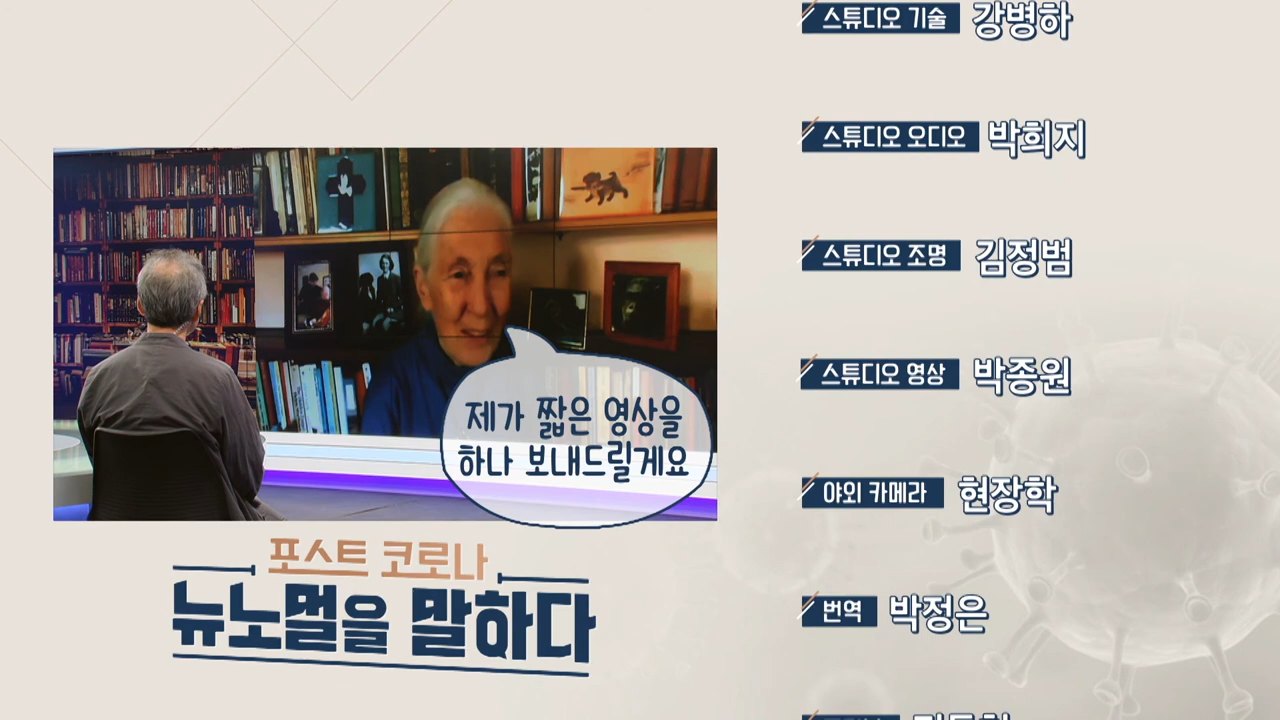 제가 짧은 영상을
하나 보내드릴게요
포스트 코로나
뉴노멀을 말하다
스튜디오 기술 강병하
스튜디오 오디오 박희지
스튜디오 조명 김정범
스튜디오 영상 박종원
야외 카메라 현장학
번역 박정은